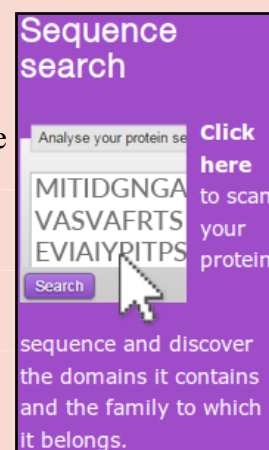 Sequence
search
e
Analyse your protein se
MITIDGNGA
VASVAFRTS
EVIAIYPITPS
Search
Click
here
to scan
your
protein
sequence and discover
the domains it contains
and the family to which
it belongs.